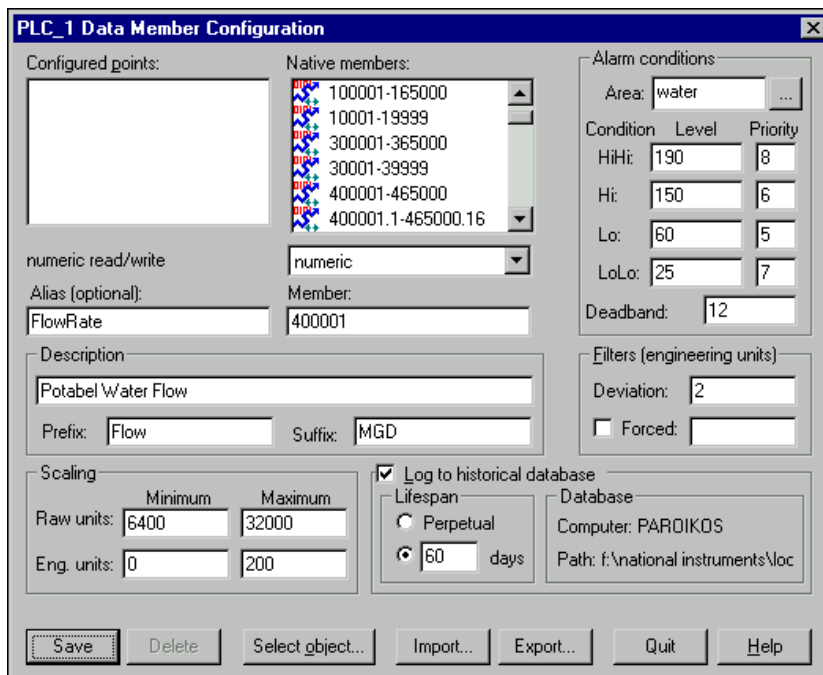 PLC_1 Data Member Configuration
Configured points:
Native members:
100001-165000
10001-19999
300001-365000
30001-39999
400001-465000
400001.1-465000.16
numeric read/write
numeric
Alias (optional):
Member:
FlowRate
400001
Description
Potabel Water Flow
Prefix: Flow
Suffix: MGD
Alarm conditions
Area: water ...
Condition Level Priority
HiHi: 190 8
Hi: 150 6
Lo: 60 5
LoLo: 25 7
Deadband: 12
Filters (engineering units)
Deviation: 2
Forced:
Scaling
Minimum Maximum
Raw units: 6400 32000
Eng. units: 0 200
Log to historical database
Lifespan
Perpetual
60 days
Database
Computer: PAROIKOS
Path: f:\national instruments\loc
Save Delete Select object... Import... Export... Quit Help